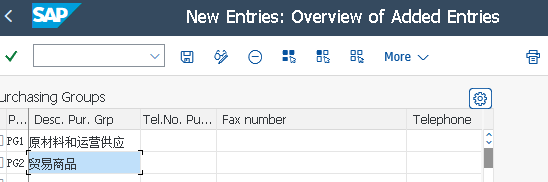 SAP New Entries: Overview of Added Entries
More
Purchasing Groups
P... Desc. Pur. Grp Tel.No. Pu... Fax number Telephone
PG1 原材料和运营供应
PG2 贸易商品